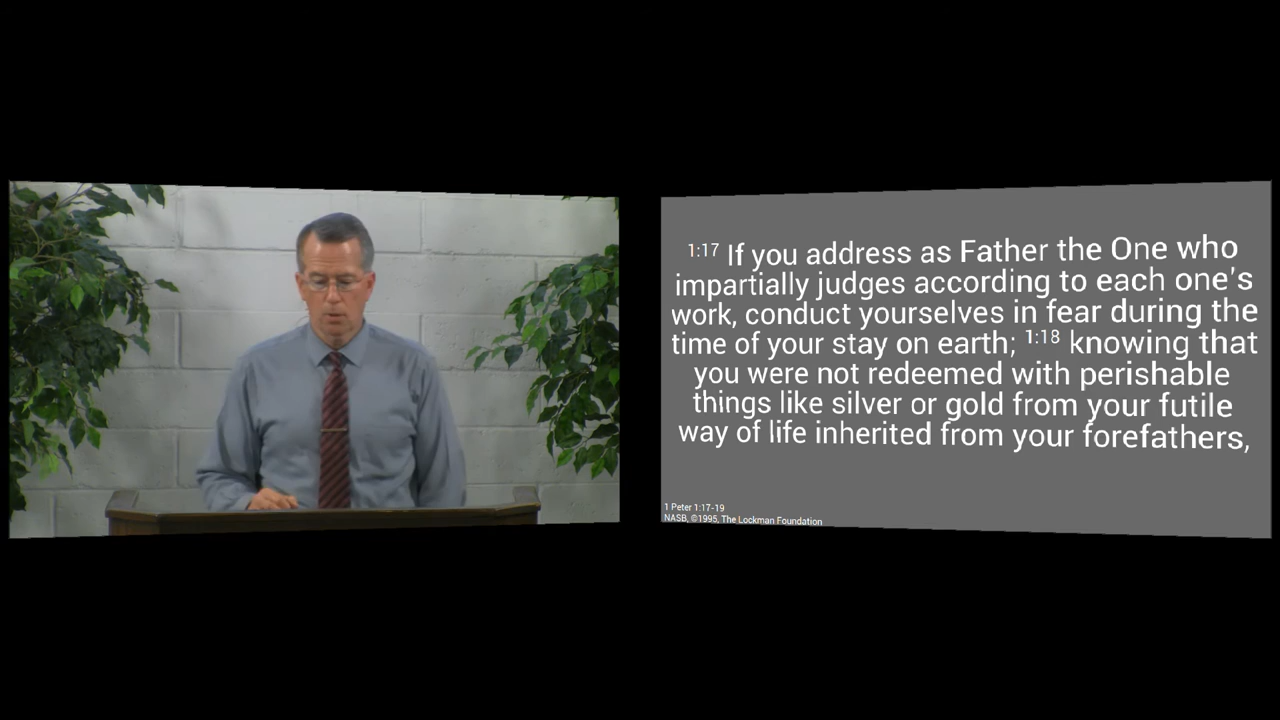 1:17 If you address as Father the One who
impartially judges according to each one's
work, conduct yourselves in fear during the
time of your stay on earth; 1:18 knowing that
you were not redeemed with perishable
things like silver or gold from your futile
way of life inherited from your forefathers,
1 Peter 1:17-19
NASB, ©1995, The Lockman Foundation